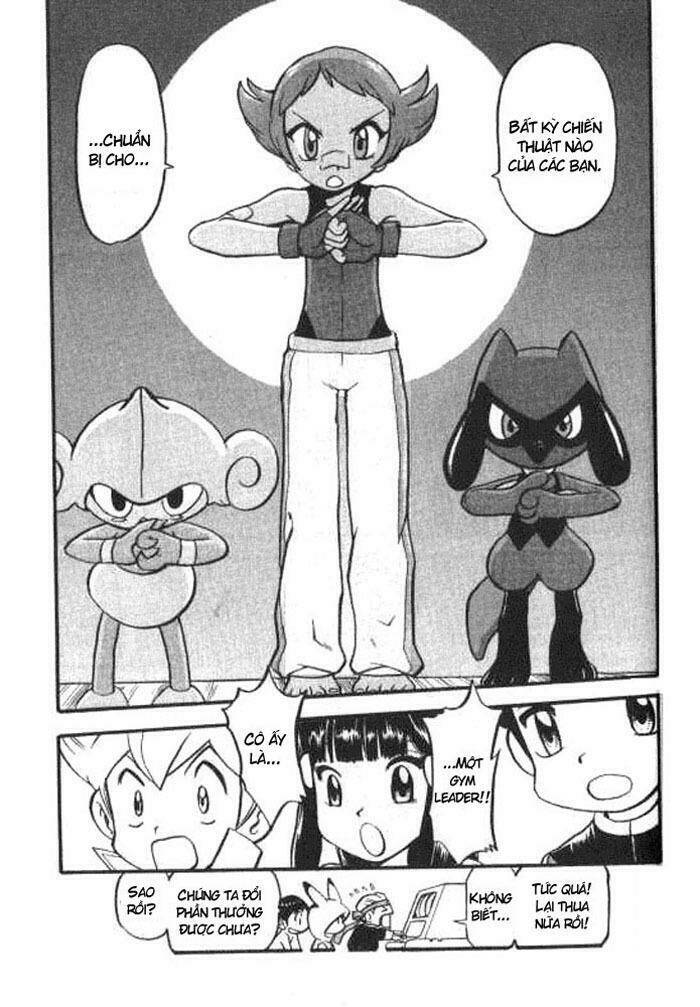 ...CHUẨN
BỊ CHO...
BẤT KỲ CHIẾN
THUẬT NÀO
CỦA CÁC BẠN.
CÔ ẤY
LÀ...
...MỘT
GYM
LEADER!!
SAO
RỒI?
CHÚNG TA ĐỔI
PHẦN THƯỞNG
ĐƯỢC CHƯA?
KHÔNG
BIẾT...
TỨC QUÁ!
LẠI THUA
NỮA RỒI!